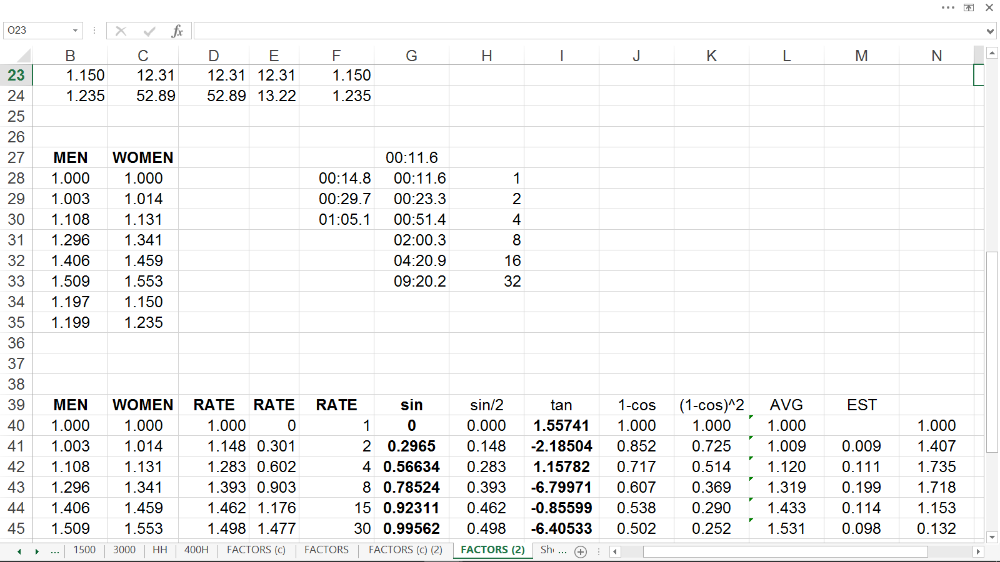 O23 fx
B C D E F G H I J K L M N
23 1.150 12.31 12.31 12.31 1.150
24 1.235 52.89 52.89 13.22 1.235
25
26
27 MEN WOMEN 00:11.6
28 1.000 1.000 00:14.8 00:11.6 1
29 1.003 1.014 00:29.7 00:23.3 2
30 1.108 1.131 01:05.1 00:51.4 4
31 1.296 1.341 02:00.3 8
32 1.406 1.459 04:20.9 16
33 1.509 1.553 09:20.2 32
34 1.197 1.150
35 1.199 1.235
36
37
38
39 MEN WOMEN RATE RATE RATE sin sin/2 tan 1-cos (1-cos)^2 AVG EST
40 1.000 1.000 1.000 0 1 0 0.000 1.55741 1.000 1.000 1.000 1.000
41 1.003 1.014 1.148 0.301 2 0.2965 0.148 -2.18504 0.852 0.725 1.009 0.009 1.407
42 1.108 1.131 1.283 0.602 4 0.56634 0.283 1.15782 0.717 0.514 1.120 0.111 1.735
43 1.296 1.341 1.393 0.903 8 0.78524 0.393 -6.79971 0.607 0.369 1.319 0.199 1.718
44 1.406 1.459 1.462 1.176 15 0.92311 0.462 -0.85599 0.538 0.290 1.433 0.114 1.153
45 1.509 1.553 1.498 1.477 30 0.99562 0.498 -6.40533 0.502 0.252 1.531 0.098 0.132
... 1500 3000 HH 400H FACTORS (c) FACTORS FACTORS (c) (2) FACTORS (2) Sh ...